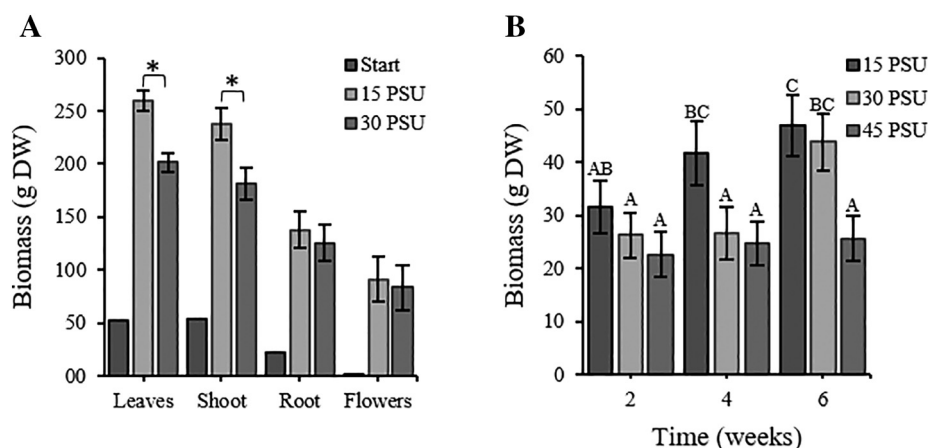 A
Biomass (g DW)
300
250
200
150
100
50
00
*
*
Start
15 PSU
30 PSU
Leaves Shoot Root Flowers
B
Biomass (g DW)
60
50
40
30
20
10
0
AB A A
BC A A
C BC A
15 PSU
30 PSU
45 PSU
2 4 6
Time (weeks)